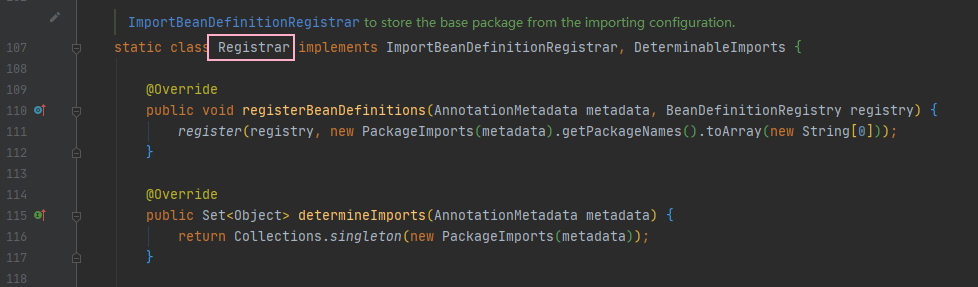 ImportBeanDefinitionRegistrar to store the base package from the importing configuration.
107 static class Registrar implements ImportBeanDefinitionRegistrar, DeterminableImports {
108
109 @Override
110 public void registerBeanDefinitions(AnnotationMetadata metadata, BeanDefinitionRegistry registry) {
111 register(registry, new PackageImports(metadata).getPackageNames().toArray(new String[0]));
112 }
113
114 @Override
115 public Set<Object> determineImports(AnnotationMetadata metadata) {
116 return Collections.singleton(new PackageImports(metadata));
117 }
118